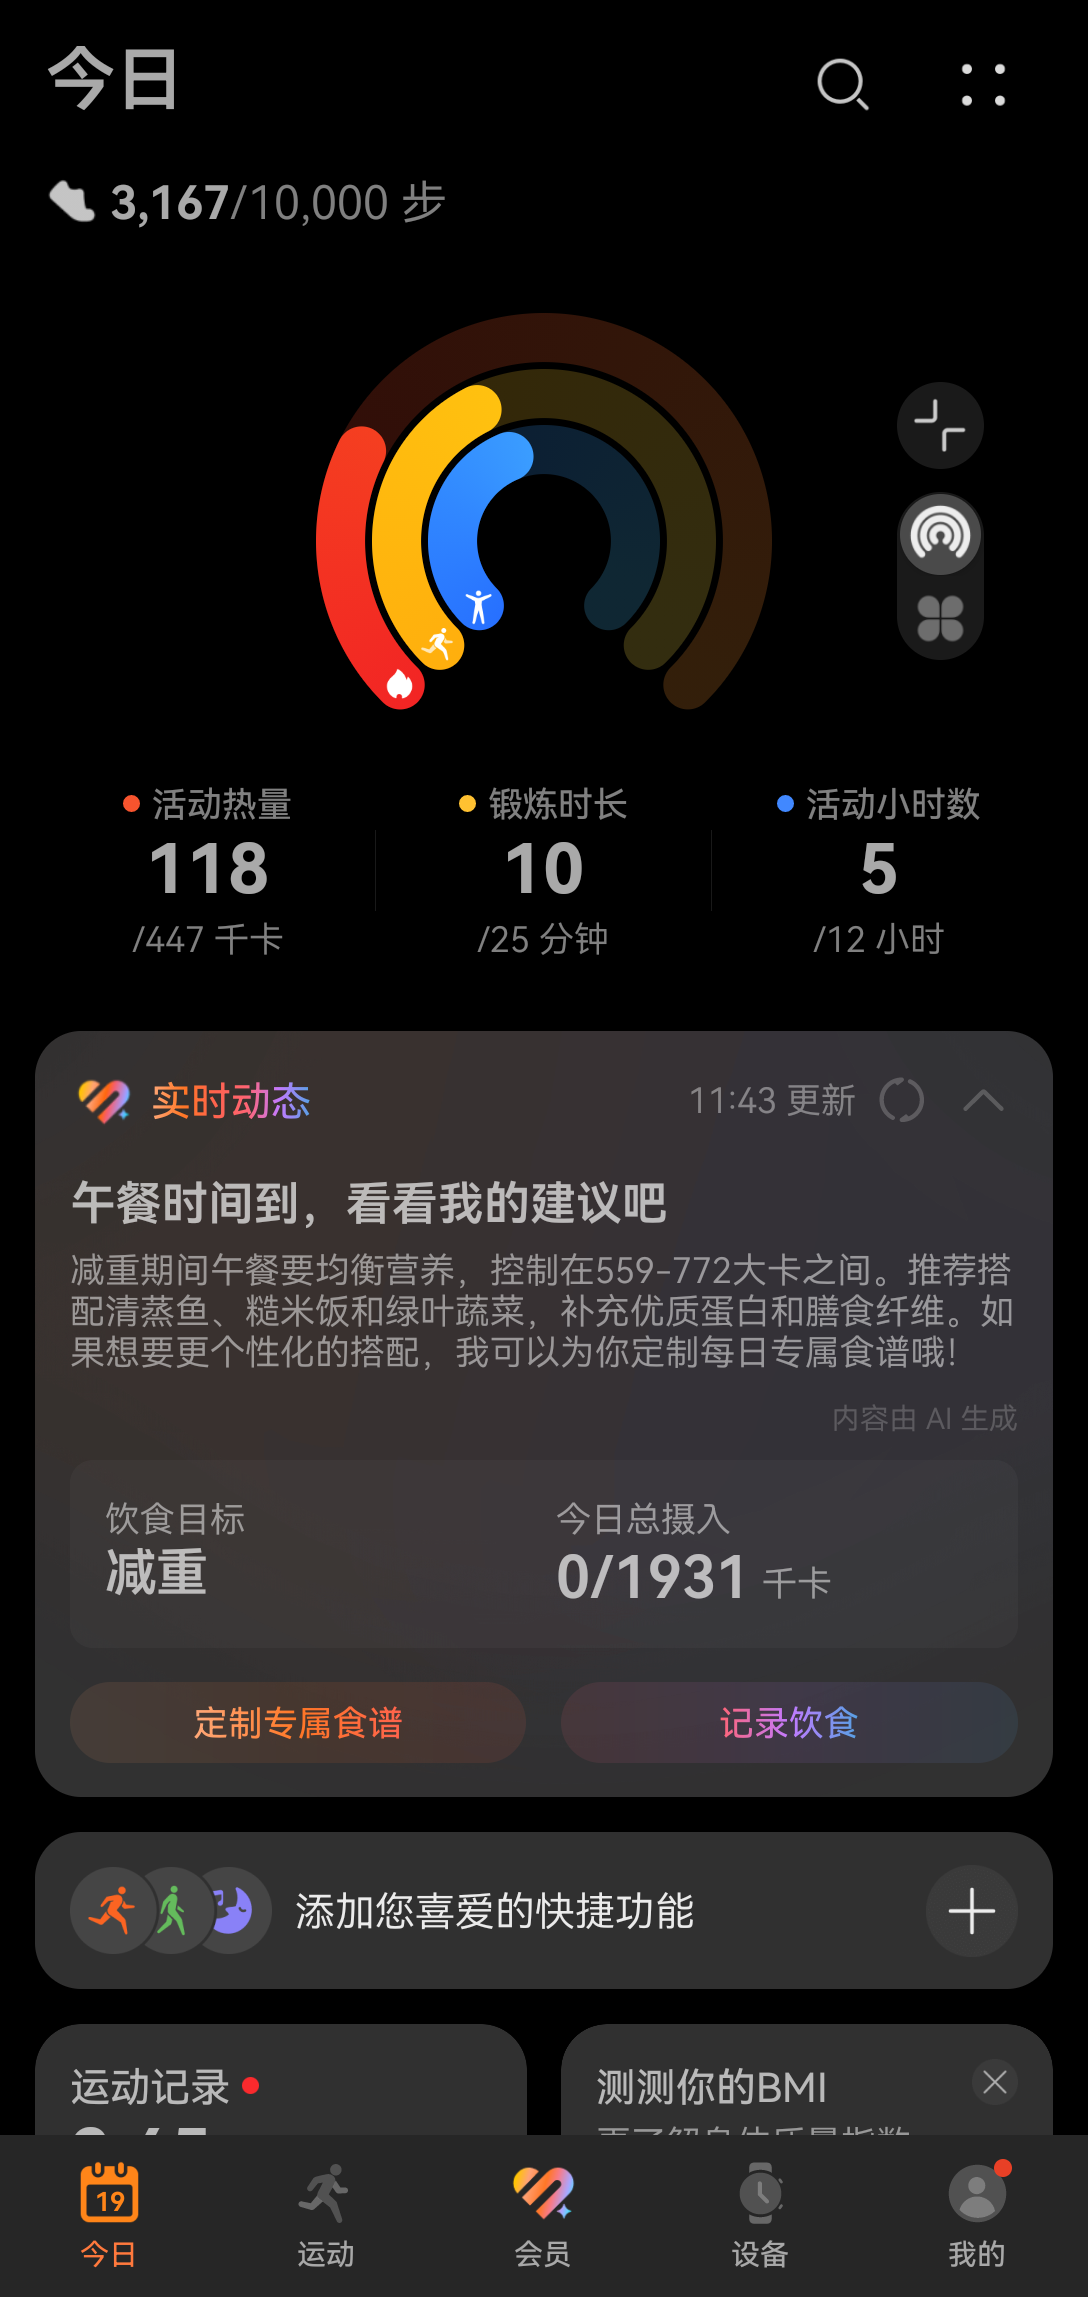 今日
3,167/10,000 步
活动热量
锻炼时长
活动小时数
118
10
5
/447 千卡
/25 分钟
/12 小时
实时动态
11:43 更新
午餐时间到，看看我的建议吧
减重期间午餐要均衡营养，控制在559-772大卡之间。推荐搭
配清蒸鱼、糙米饭和绿叶蔬菜，补充优质蛋白和膳食纤维。如
果想要更个性化的搭配，我可以为你定制每日专属食谱哦！
内容由 AI 生成
饮食目标
今日总摄入
减重
0/1931 千卡
定制专属食谱
记录饮食
添加您喜爱的快捷功能
运动记录
测测你的BMI
19
今日
运动
会员
设备
我的